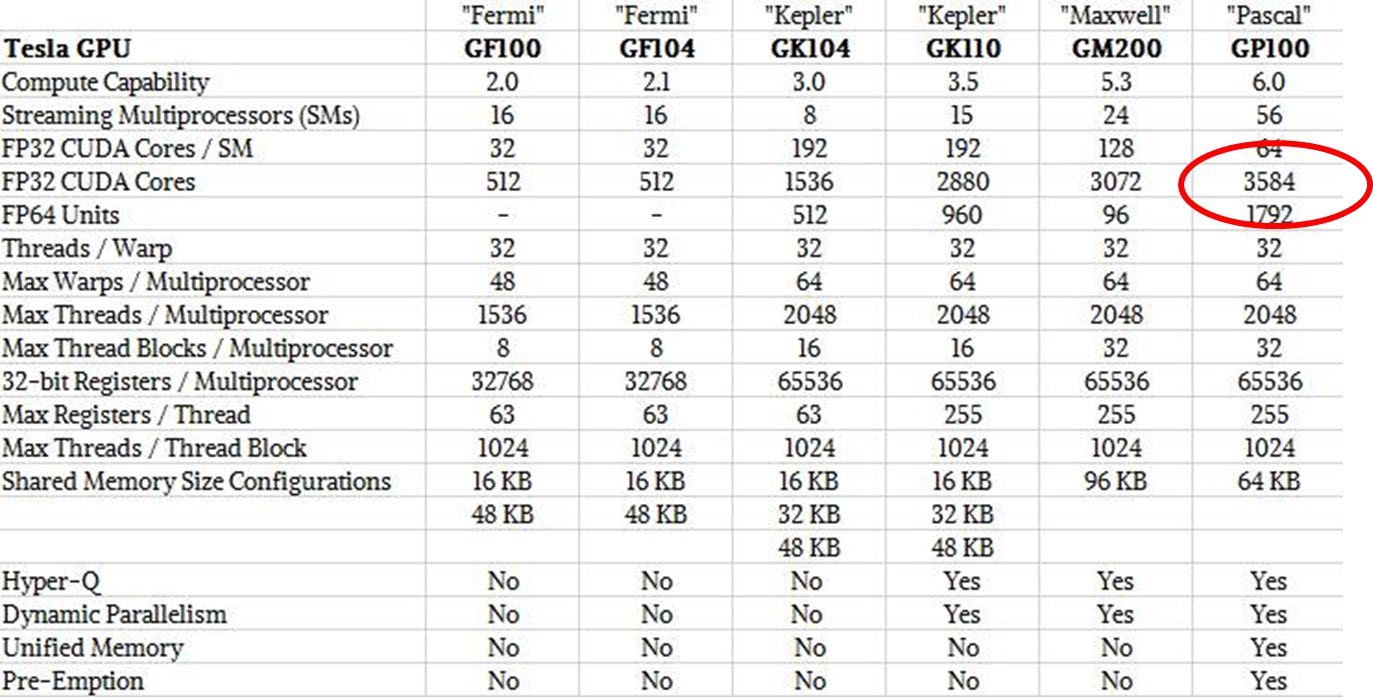 "Fermi" "Fermi" "Kepler" "Kepler" "Maxwell" "Pascal"
Tesla GPU GF100 GF104 GK104 GK110 GM200 GP100
Compute Capability 2.0 2.1 3.0 3.5 5.3 6.0
Streaming Multiprocessors (SMs) 16 16 8 15 24 56
FP32 CUDA Cores / SM 32 32 192 192 128 64
FP32 CUDA Cores 512 512 1536 2880 3072 3584
FP64 Units - - 512 960 96 1792
Threads / Warp 32 32 32 32 32 32
Max Warps / Multiprocessor 48 48 64 64 64 64
Max Threads / Multiprocessor 1536 1536 2048 2048 2048 2048
Max Thread Blocks / Multiprocessor 8 8 16 16 32 32
32-bit Registers / Multiprocessor 32768 32768 65536 65536 65536 65536
Max Registers / Thread 63 63 63 255 255 255
Max Threads / Thread Block 1024 1024 1024 1024 1024 1024
Shared Memory Size Configurations 16 KB 16 KB 16 KB 16 KB 96 KB 64 KB
48 KB 48 KB 32 KB 32 KB
48 KB 48 KB
Hyper-Q No No No Yes Yes Yes
Dynamic Parallelism No No No Yes Yes Yes
Unified Memory No No No No No Yes
Pre-Emption No No No No No Yes